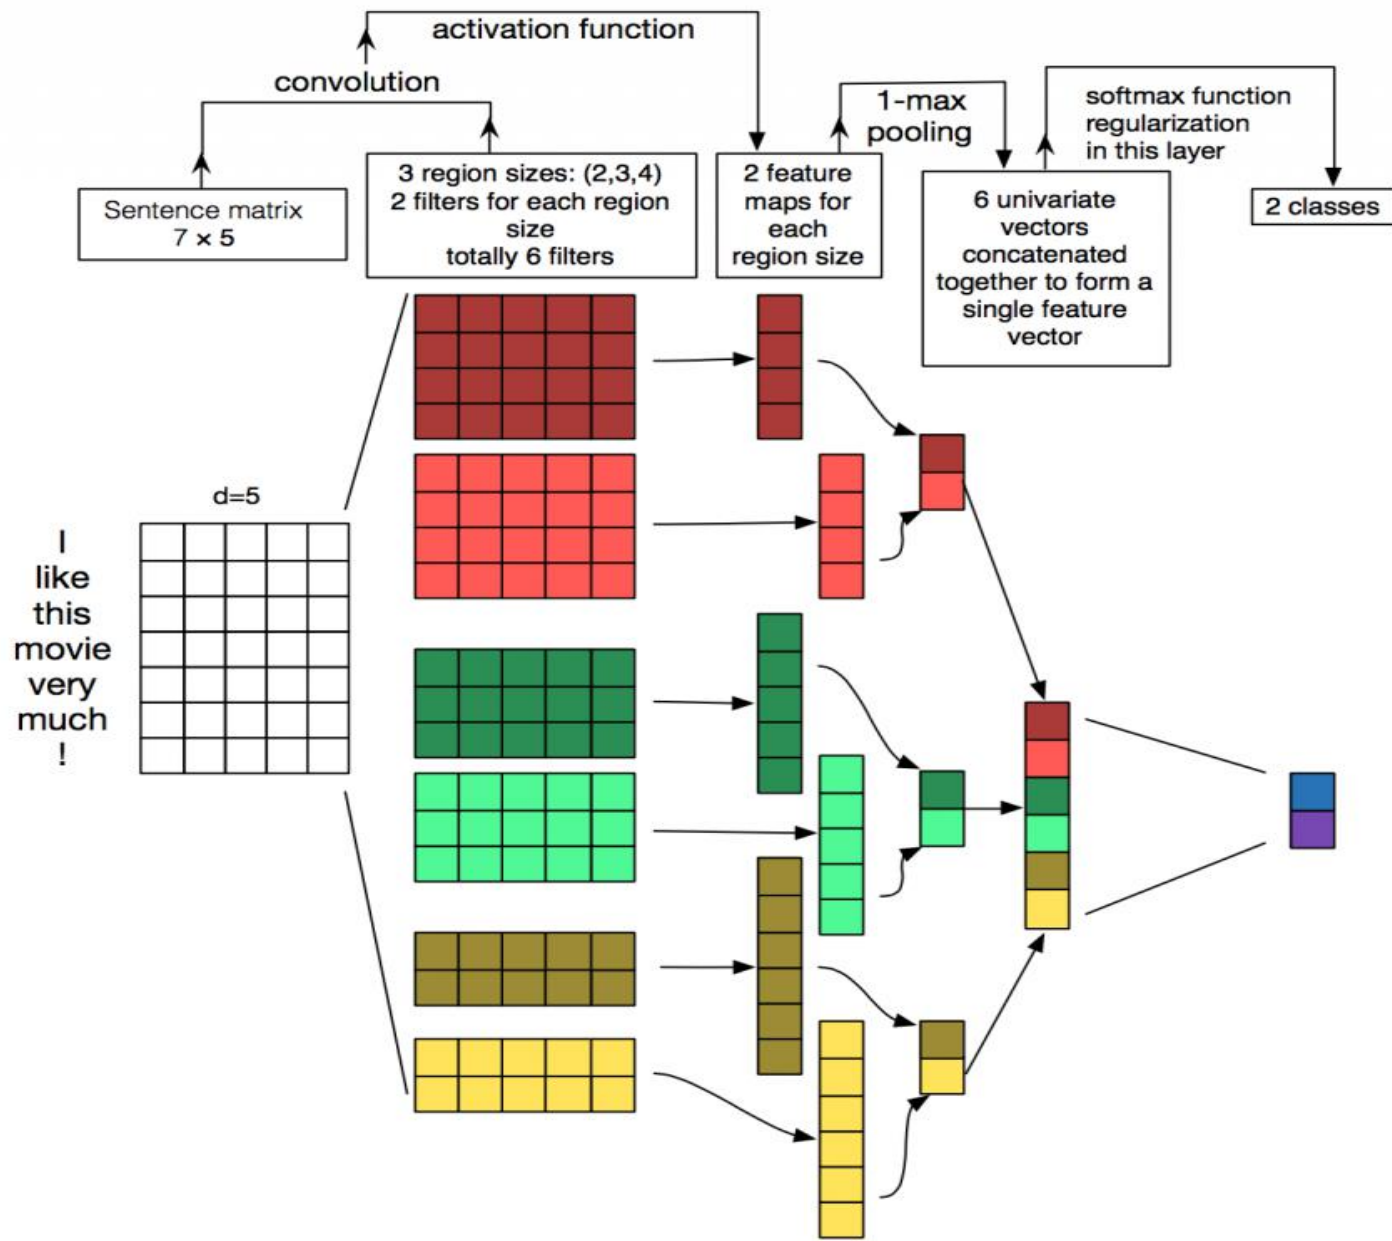 activation function
convolution
1-max
pooling
softmax function
regularization
in this layer
Sentence matrix
7 × 5
3 region sizes: (2,3,4)
2 filters for each region
size
totally 6 filters
2 feature
maps for
each
region size
6 univariate
vectors
concatenated
together to form a
single feature
vector
2 classes
d=5
I
like
this
movie
very
much
!